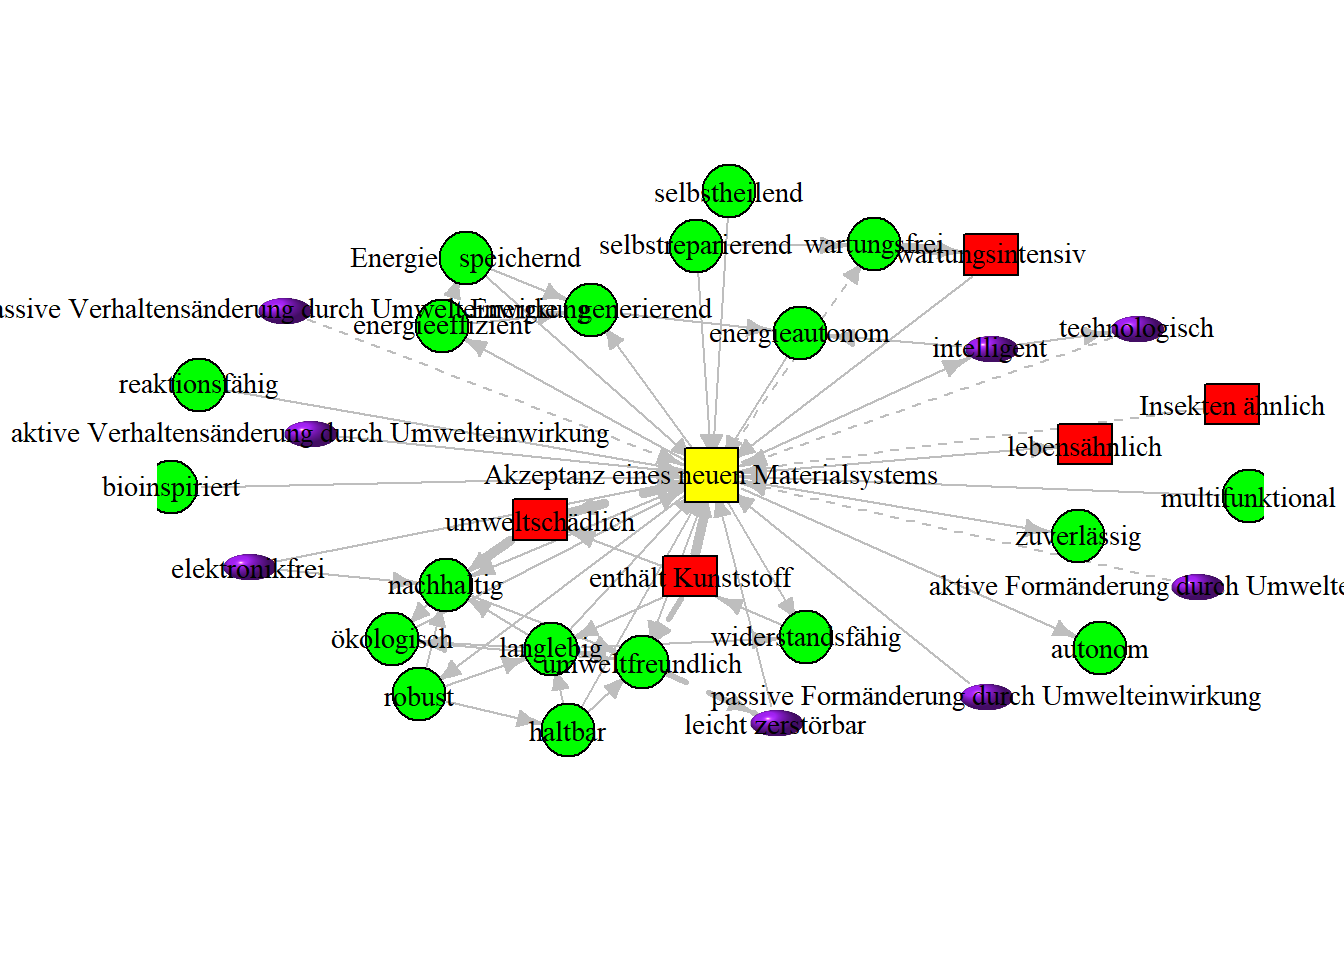 selbstheilend
selbstreparierend
wartungsfrei
wartungsintensiv
Energie speichernd
passive Verhaltensänderung durch Umwelteinwirkung
Energie generierend
energieeffizient
energieautonom
technologisch
intelligent
reaktionsfähig
Insekten ähnlich
aktive Verhaltensänderung durch Umwelteinwirkung
lebensähnlich
Akzeptanz eines neuen Materialsystems
bioinspiriert
multifunktional
umweltschädlich
zuverlässig
elektronikfrei
nachhaltig
enthält Kunststoff
aktive Formänderung durch Umwelte
ökologisch
langlebig
widerstandsfähig
autonom
umweltfreundlich
robust
passive Formänderung durch Umwelteinwirkung
leicht zerstörbar
haltbar